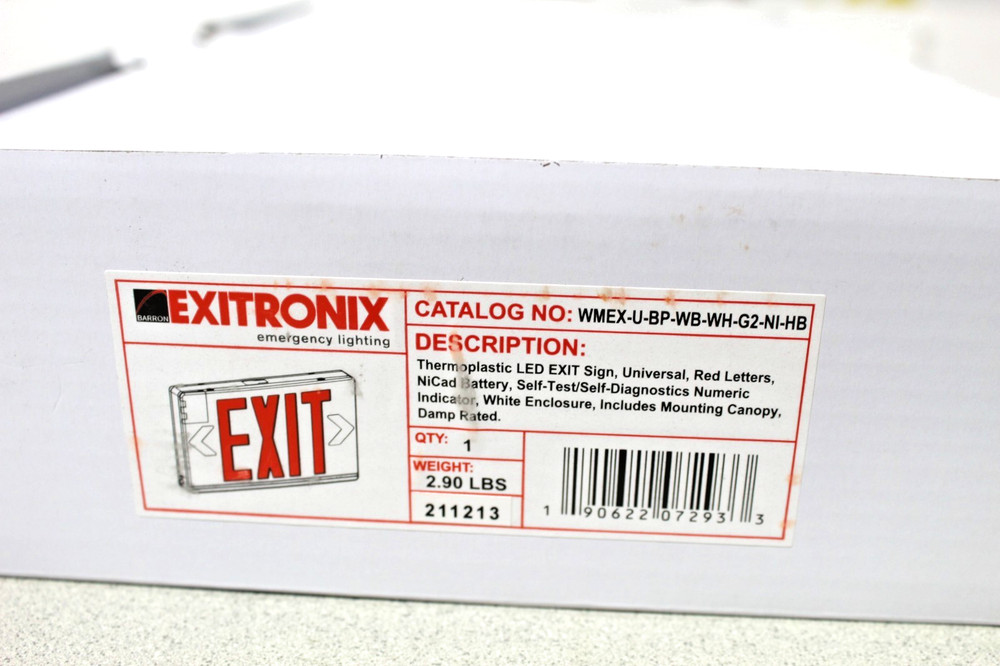 BARRON
EXITRONIX
emergency lighting
EXIT
CATALOG NO: WMEX-U-BP-WB-WH-G2-NI-HB
DESCRIPTION:
Thermoplastic LED EXIT Sign, Universal, Red Letters,
NiCad Battery, Self-Test/Self-Diagnostics Numeric
Indicator, White Enclosure, Includes Mounting Canopy,
Damp Rated.
QTY: 1
WEIGHT:
2.90 LBS
211213
1 90622 07293 3